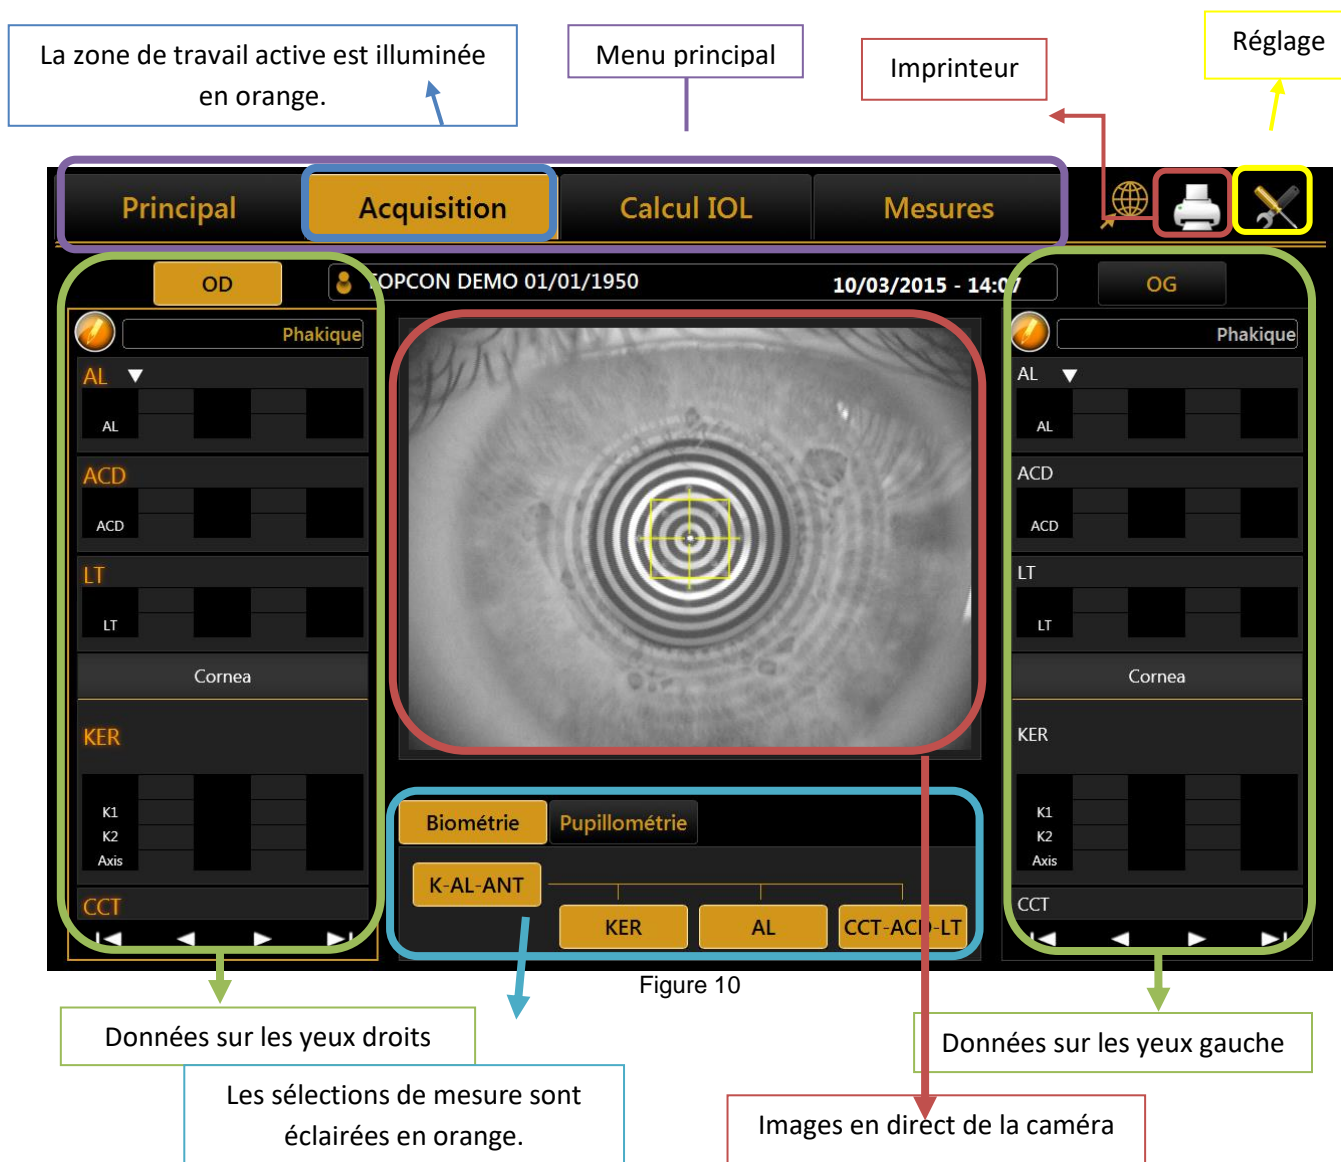 La zone de travail active est illuminée
en orange.
Menu principal
Imprinteur
Réglage
Principal
Acquisition
Calcul IOL
Mesures
OD
TOPCON DEMO 01/01/1950
10/03/2015 - 14:07
OG
Phakique
AL
AL
ACD
ACD
LT
LT
Cornea
KER
K1
K2
Axis
CCT
Biométrie
Pupillométrie
K-AL-ANT
KER
AL
CCT-ACD-LT
Phakique
AL
AL
ACD
ACD
LT
LT
Cornea
KER
K1
K2
Axis
CCT
Figure 10
Données sur les yeux droits
Données sur les yeux gauche
Les sélections de mesure sont
éclairées en orange.
Images en direct de la caméra